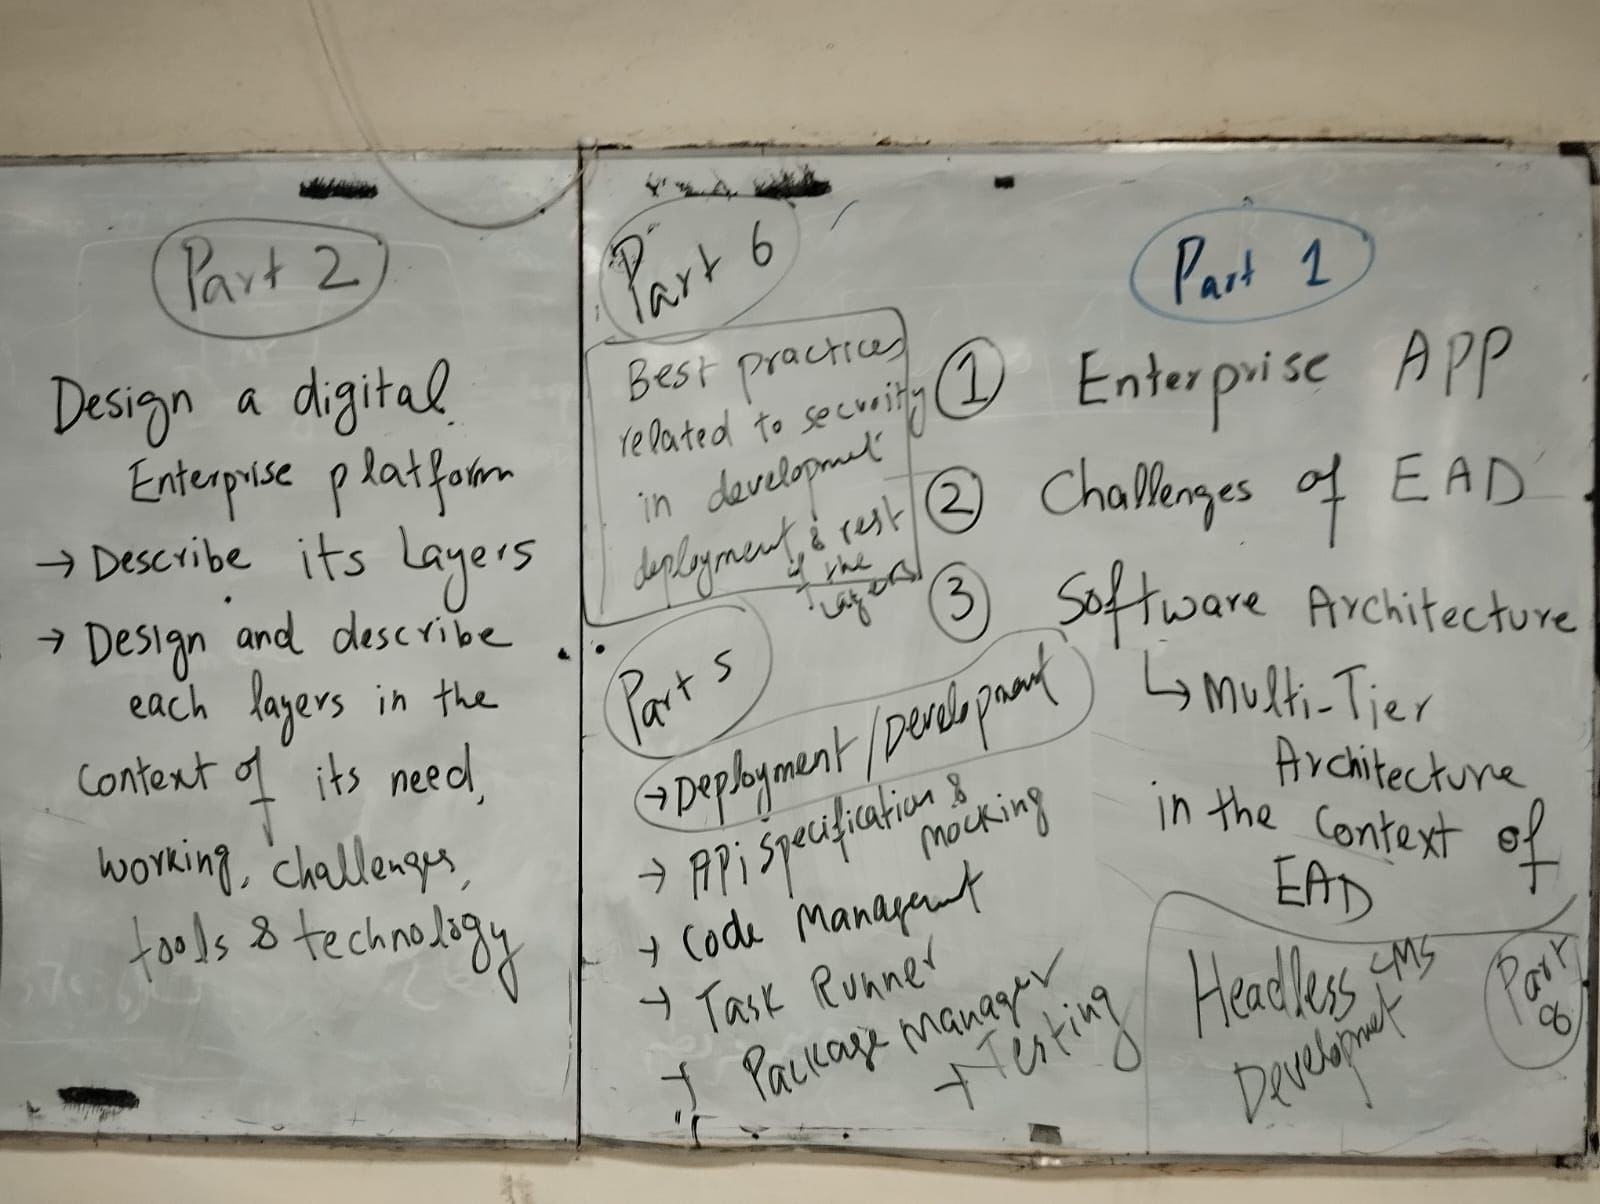 Part 2
Design a digital
Enterprise platform
→ Describe its Layers
→ Design and describe
each layers in the
context of its need,
working, challenges,
tools & technology
Part 6
Best practices
related to security
in development
deployment & rest
of the
layers
Part 5
→ Deployment/Development
→ APi specification &
mocking
→ Code Management
→ Task Runner
→ Package manager
→ Testing
Part 1
① Enterprise APP
② Challenges of EAD
③ Software Architecture
↳ Multi-Tier
Architecture
in the Context of
EAD
Headless CMS
Development
Part 8